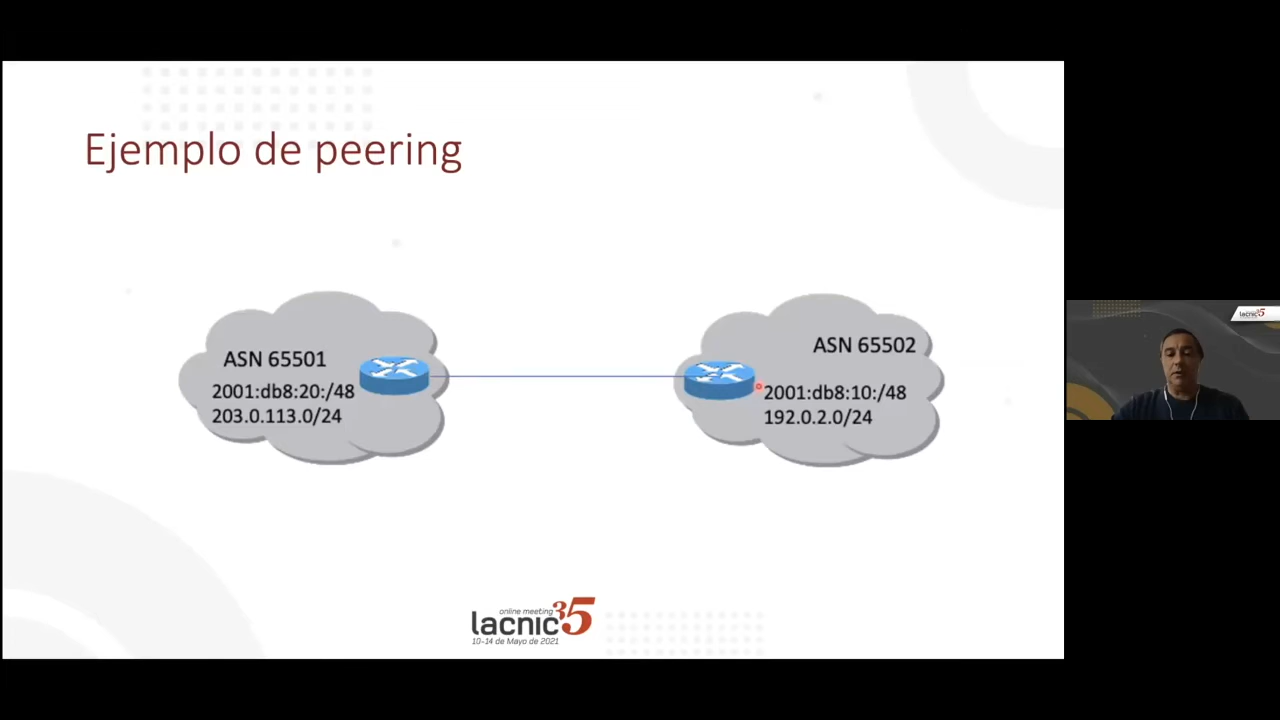 Ejemplo de peering
ASN 65501
2001:db8:20:/48
203.0.113.0/24
ASN 65502
2001:db8:10:/48
192.0.2.0/24
online meeting
lacnic35
10-14 de Mayo de 2021
lacnic35